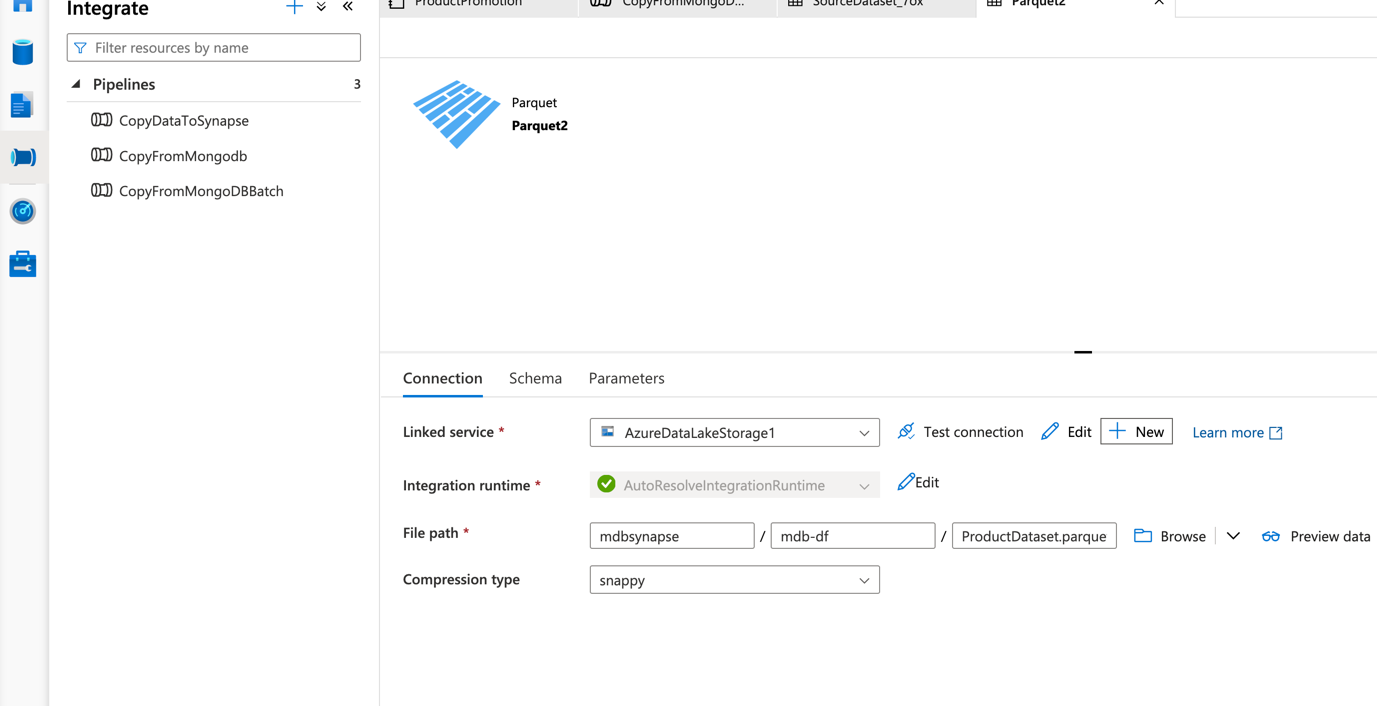 Integrate
ProductPromotion
CopyFromMongoD...
SourceDataset_7ox
Parquet2
Filter resources by name
Pipelines 3
CopyDataToSynapse
CopyFromMongodb
CopyFromMongoDBBatch
Parquet
Parquet2
Connection Schema Parameters
Linked service * AzureDataLakeStorage1 Test connection Edit New Learn more
Integration runtime * AutoResolveIntegrationRuntime Edit
File path * mdbsynapse / mdb-df / ProductDataset.parque Browse Preview data
Compression type snappy